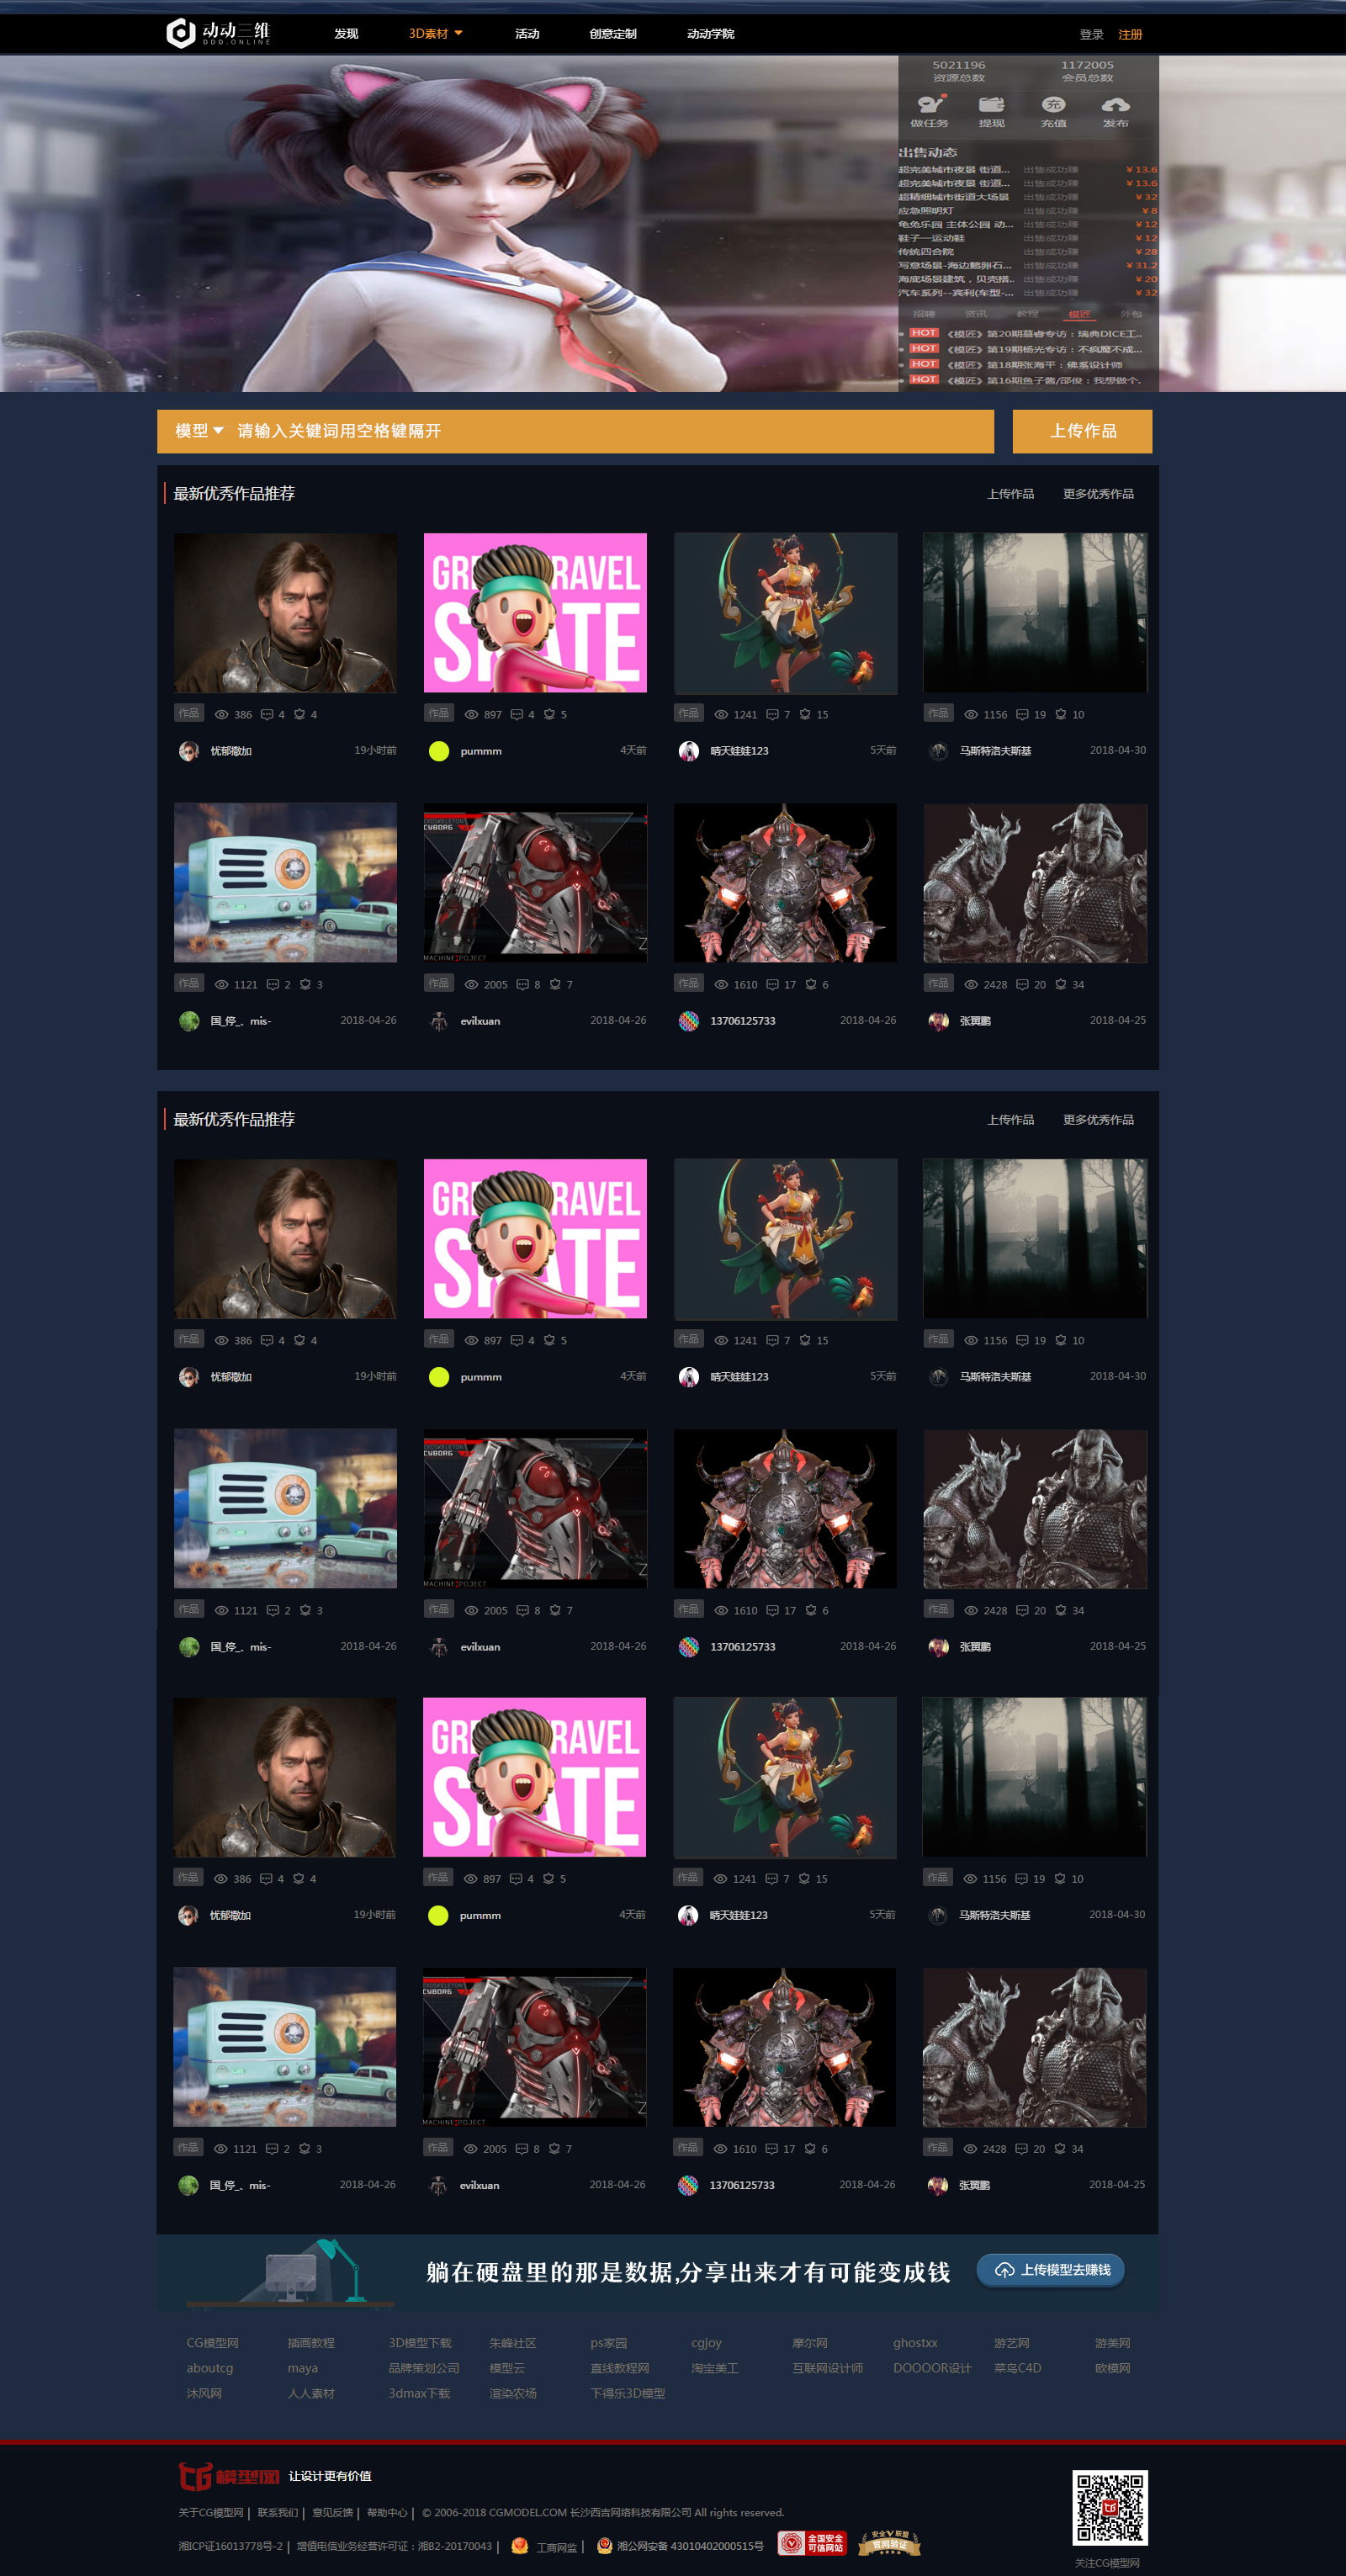 动动三维
DDD.ONLINE
发现 3D素材 活动 创意定制 动动学院 登录 注册
5021196 1172005
资源总数 会员总数
做任务 提现 充值 发布
出售动态
超完美城市夜景 街道... 出售成功赚 ￥13.6
超完美城市夜景 街道... 出售成功赚 ￥13.6
超精细城市街道大场景 出售成功赚 ￥32
应急照明灯 出售成功赚 ￥8
龟兔乐园 主体公园 动... 出售成功赚 ￥12
鞋子—运动鞋 出售成功赚 ￥12
传统四合院 出售成功赚 ￥28
写意场景-海边鹅卵石... 出售成功赚 ￥31.2
海底场景建筑，贝壳搭.. 出售成功赚 ￥20
汽车系列--宾利(车型-... 出售成功赚 ￥32
招聘 资讯 教程 模匠 外包
HOT 《模匠》第20期慕睿专访：瑞典DICE工..
HOT 《模匠》第19期杨光专访：不疯魔不成...
HOT 《模匠》第18期张海平：佛系设计师
HOT 《模匠》第16期鱼子酱/邵俊：我想做个.
模型 请输入关键词用空格键隔开 上传作品
最新优秀作品推荐 上传作品 更多优秀作品
GRE RAVEL
SKATE
作品 386 4 4 作品 897 4 5 作品 1241 7 15 作品 1156 19 10
忧郁撒加 19小时前 pummm 4天前 晴天娃娃123 5天前 马斯特洛夫斯基 2018-04-30
EXOSKELETON
CYBORG
MACHINE:POJECT
作品 1121 2 3 作品 2005 8 7 作品 1610 17 6 作品 2428 20 34
国_停_、mis- 2018-04-26 evilxuan 2018-04-26 13706125733 2018-04-26 张翼鹏 2018-04-25
最新优秀作品推荐 上传作品 更多优秀作品
GRE RAVEL
SKATE
作品 386 4 4 作品 897 4 5 作品 1241 7 15 作品 1156 19 10
忧郁撒加 19小时前 pummm 4天前 晴天娃娃123 5天前 马斯特洛夫斯基 2018-04-30
EXOSKELETON
CYBORG
MACHINE:POJECT
作品 1121 2 3 作品 2005 8 7 作品 1610 17 6 作品 2428 20 34
国_停_、mis- 2018-04-26 evilxuan 2018-04-26 13706125733 2018-04-26 张翼鹏 2018-04-25
GRE RAVEL
SKATE
作品 386 4 4 作品 897 4 5 作品 1241 7 15 作品 1156 19 10
忧郁撒加 19小时前 pummm 4天前 晴天娃娃123 5天前 马斯特洛夫斯基 2018-04-30
EXOSKELETON
CYBORG
MACHINE:POJECT
作品 1121 2 3 作品 2005 8 7 作品 1610 17 6 作品 2428 20 34
国_停_、mis- 2018-04-26 evilxuan 2018-04-26 13706125733 2018-04-26 张翼鹏 2018-04-25
躺在硬盘里的那是数据,分享出来才有可能变成钱 上传模型去赚钱
CG模型网 插画教程 3D模型下载 朱峰社区 ps家园 cgjoy 摩尔网 ghostxx 游艺网 游美网
aboutcg maya 品牌策划公司 模型云 直线教程网 淘宝美工 互联网设计师 DOOOOR设计 菜鸟C4D 欧模网
沐风网 人人素材 3dmax下载 渲染农场 下得乐3D模型
CG模型网 让设计更有价值
关于CG模型网 | 联系我们 | 意见反馈 | 帮助中心 | © 2006-2018 CGMODEL.COM 长沙西吉网络科技有限公司 All rights reserved.
湘ICP证16013778号-2 | 增值电信业务经营许可证：湘B2-20170043 | 工商网监 | 湘公网安备 43010402000515号 全国安全可信网站 安全联盟 官网验证
关注CG模型网